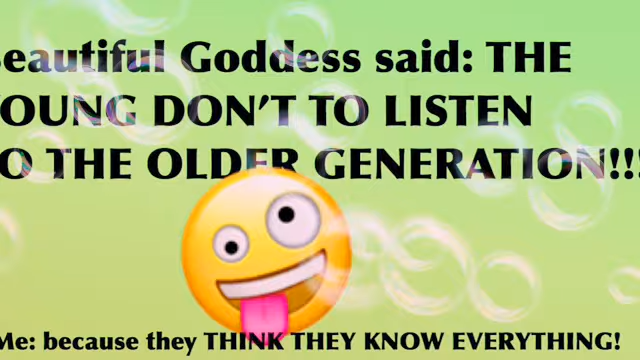 eautiful Goddess said: THE
OUNG DON’T TO LISTEN
O THE OLDER GENERATION!!!
Me: because they THINK THEY KNOW EVERYTHING!